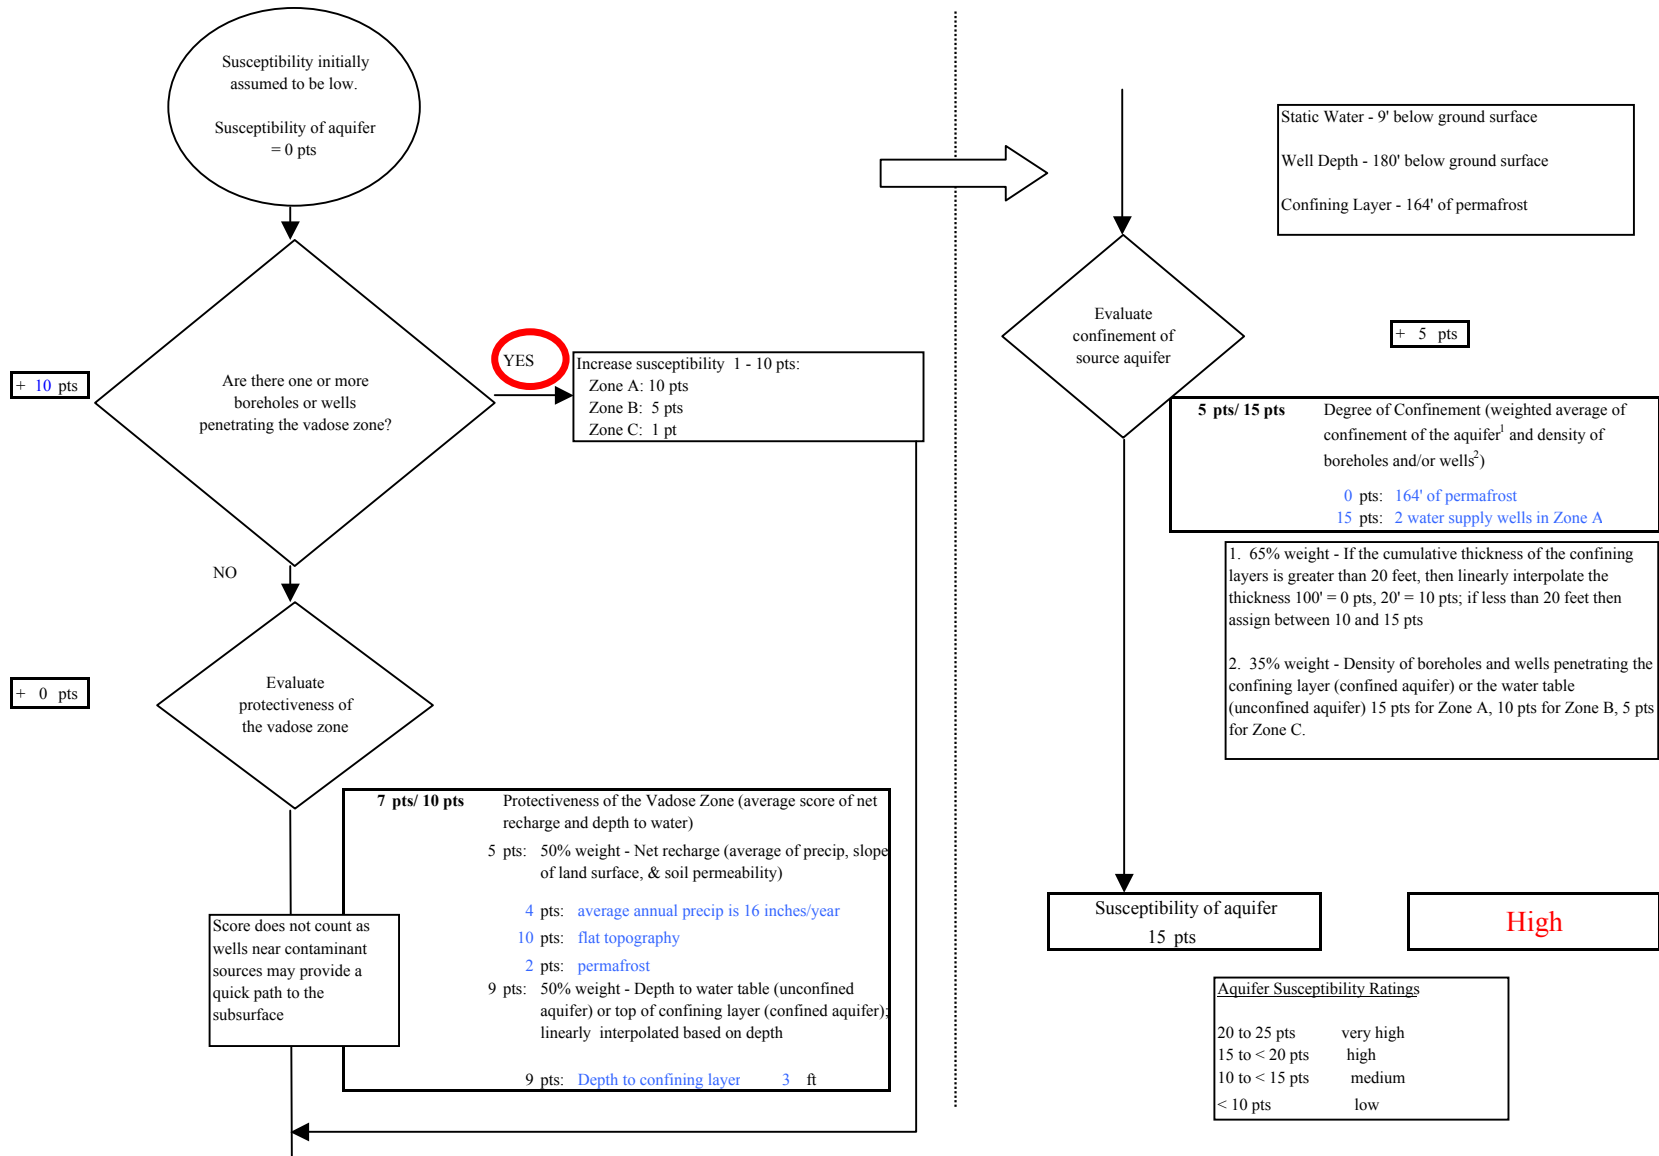 Susceptibility initially
assumed to be low.
Susceptibility of aquifer
= 0 pts
+ 10 pts
Are there one or more
boreholes or wells
penetrating the vadose zone?
YES
Increase susceptibility 1 - 10 pts:
Zone A: 10 pts
Zone B: 5 pts
Zone C: 1 pt
NO
+ 0 pts
Evaluate
protectiveness of
the vadose zone
7 pts/ 10 pts Protectiveness of the Vadose Zone (average score of net
recharge and depth to water)
5 pts: 50% weight - Net recharge (average of precip, slope
of land surface, & soil permeability)
4 pts: average annual precip is 16 inches/year
10 pts: flat topography
2 pts: permafrost
9 pts: 50% weight - Depth to water table (unconfined
aquifer) or top of confining layer (confined aquifer);
linearly interpolated based on depth
9 pts: Depth to confining layer 3 ft
Score does not count as
wells near contaminant
sources may provide a
quick path to the
subsurface
Static Water - 9' below ground surface
Well Depth - 180' below ground surface
Confining Layer - 164' of permafrost
Evaluate
confinement of
source aquifer
+ 5 pts
5 pts/ 15 pts Degree of Confinement (weighted average of
confinement of the aquifer1 and density of
boreholes and/or wells2)
0 pts: 164' of permafrost
15 pts: 2 water supply wells in Zone A
1. 65% weight - If the cumulative thickness of the confining
layers is greater than 20 feet, then linearly interpolate the
thickness 100' = 0 pts, 20' = 10 pts; if less than 20 feet then
assign between 10 and 15 pts
2. 35% weight - Density of boreholes and wells penetrating the
confining layer (confined aquifer) or the water table
(unconfined aquifer) 15 pts for Zone A, 10 pts for Zone B, 5 pts
for Zone C.
Susceptibility of aquifer
15 pts
High
Aquifer Susceptibility Ratings
20 to 25 pts very high
15 to < 20 pts high
10 to < 15 pts medium
< 10 pts low